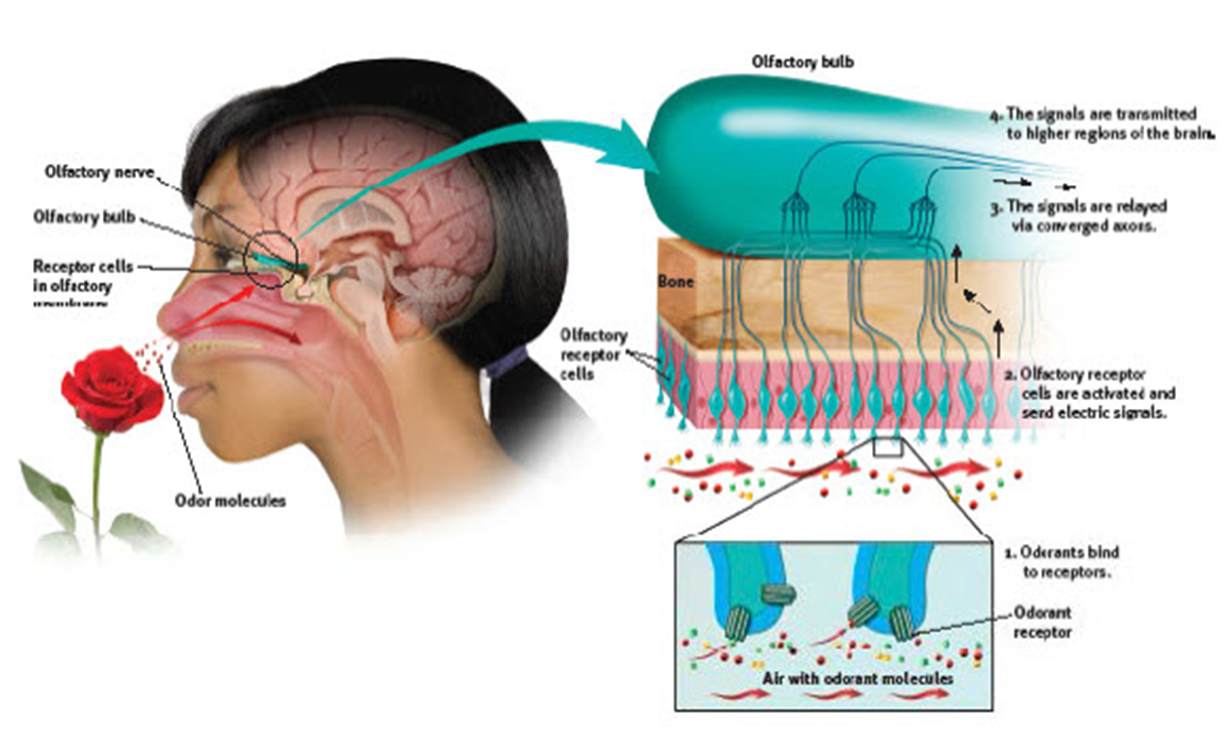 Olfactory nerve
Olfactory bulb
Receptor cells
in olfactory
Odor molecules
Olfactory bulb
4. The signals are transmitted
to higher regions of the brain.
3. The signals are relayed
via converged axons.
Bone
Olfactory
receptor
cells
2. Olfactory receptor
cells are activated and
send electric signals.
1. Oderants bind
to receptors.
Odorant
receptor
Air with odorant molecules